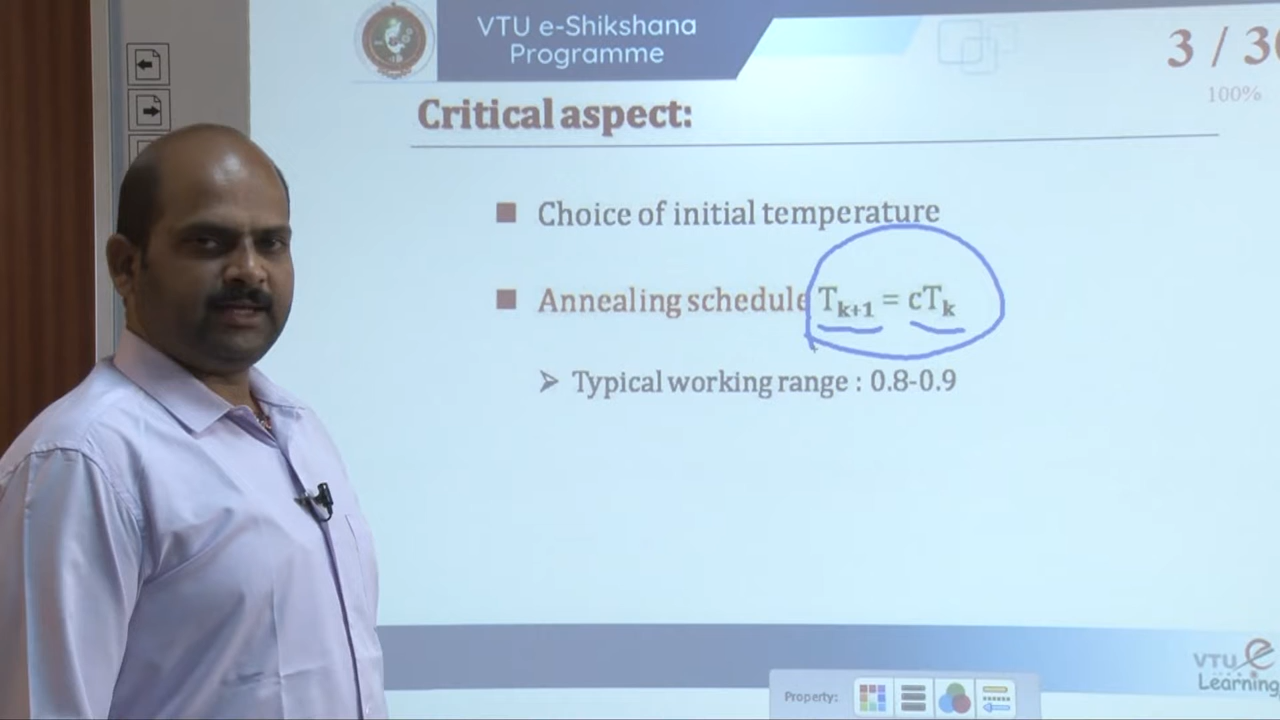 VTU e-Shikshana
Programme
3 / 30
100%
Critical aspect:
■ Choice of initial temperature
■ Annealing schedule Tₖ₊₁ = cTₖ
➢ Typical working range : 0.8-0.9
VTU e
Learning
Property: